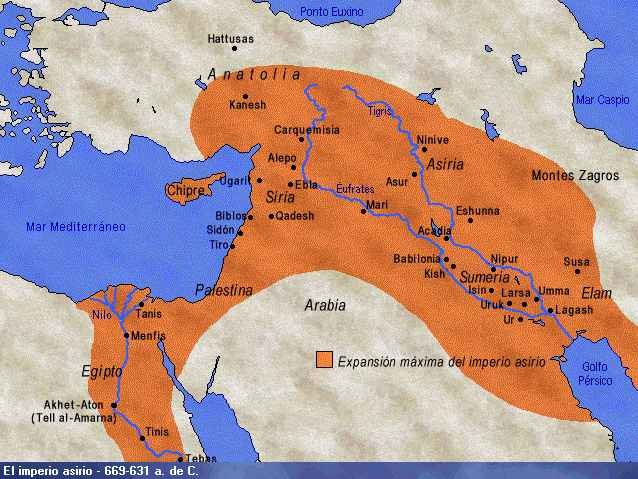 Ponto Euxino
Hattusas
Anatolia
Kanesh
Mar Caspio
Tigris
Carquemisia
Ninive
Asiria
Alepo
Montes Zagros
Ugarit
Ebla
Asur
Chipre
Siria
Éufrates
Mari
Eshunna
Biblos
Qadesh
Mar Mediterráneo
Sidón
Acadia
Tiro
Babilonia
Nipur
Susa
Kish
Sumeria
Palestina
Isin
Larsa
Umma
Elam
Arabia
Uruk
Lagash
Nilo
Tanis
Ur
Menfis
Expansión máxima del imperio asirio
Golfo
Pérsico
Egipto
Akhet-Aton
(Tell al-Amarna)
Tinis
Tebas
El imperio asirio - 669-631 a. de C.